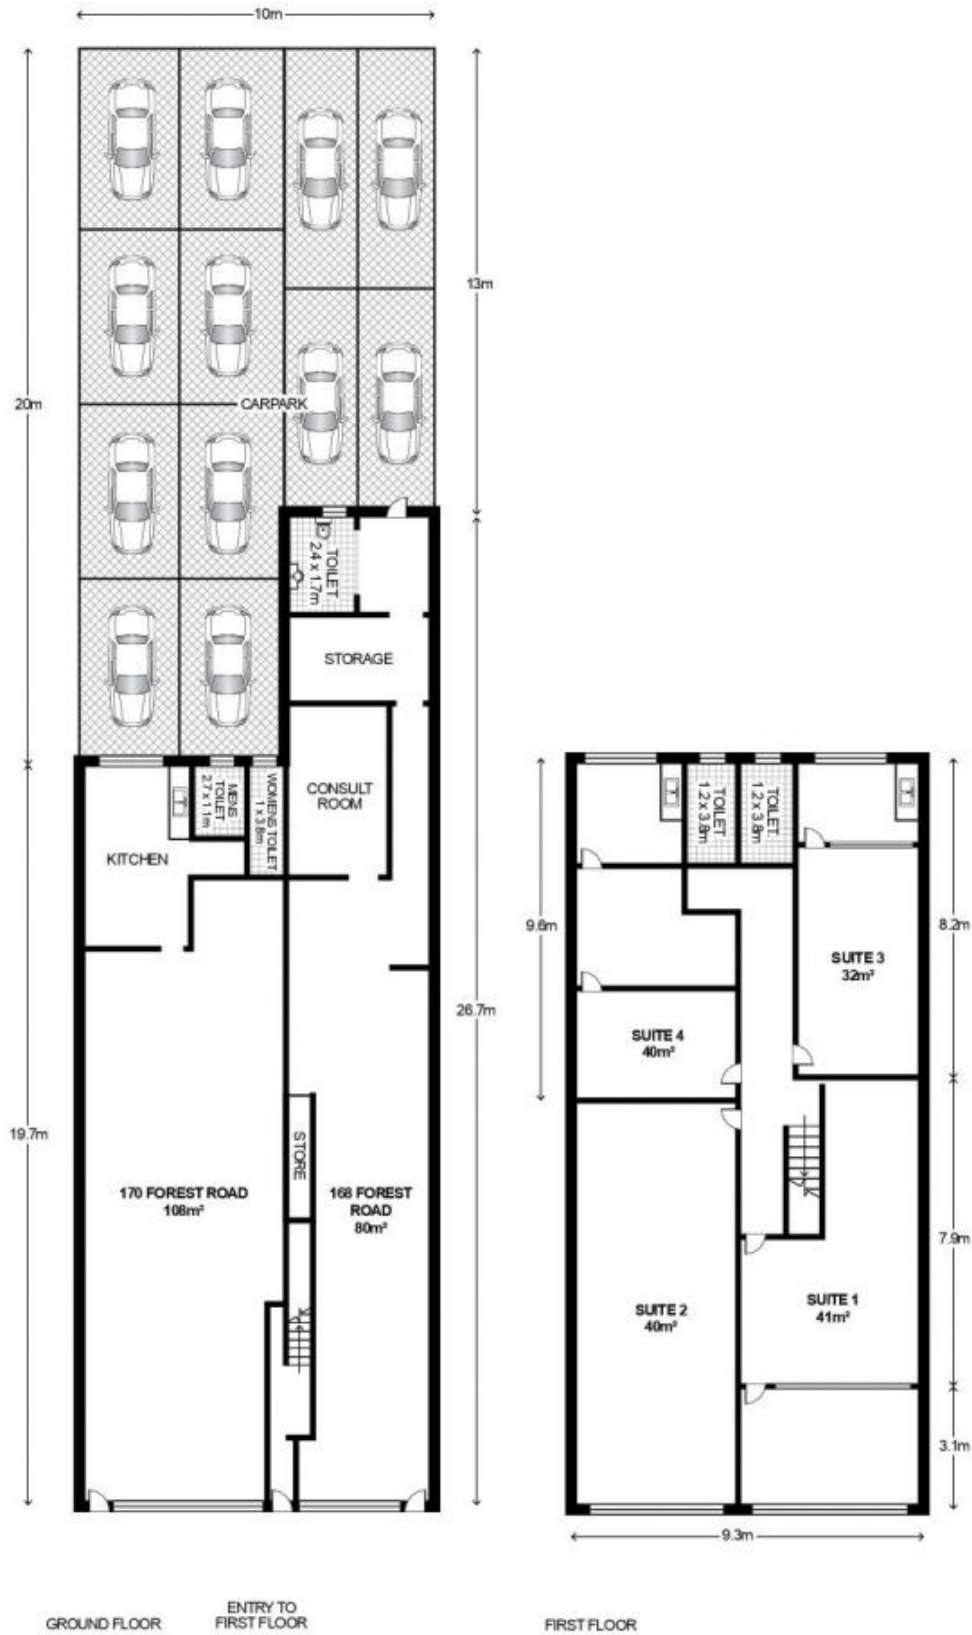 10m
20m
13m
CARPARK
TOILET
2.4 x 1.7m
STORAGE
CONSULT
ROOM
MENS
TOILET
2.7 x 1.1m
WOMENS TOILET
1 x 3.8m
KITCHEN
26.7m
19.7m
STORE
170 FOREST ROAD
108m²
168 FOREST
ROAD
80m²
TOILET
1.2 x 3.8m
TOILET
1.2 x 3.8m
9.6m
8.2m
SUITE 3
32m²
SUITE 4
40m²
7.9m
SUITE 2
40m²
SUITE 1
41m²
3.1m
9.3m
GROUND FLOOR
ENTRY TO
FIRST FLOOR
FIRST FLOOR